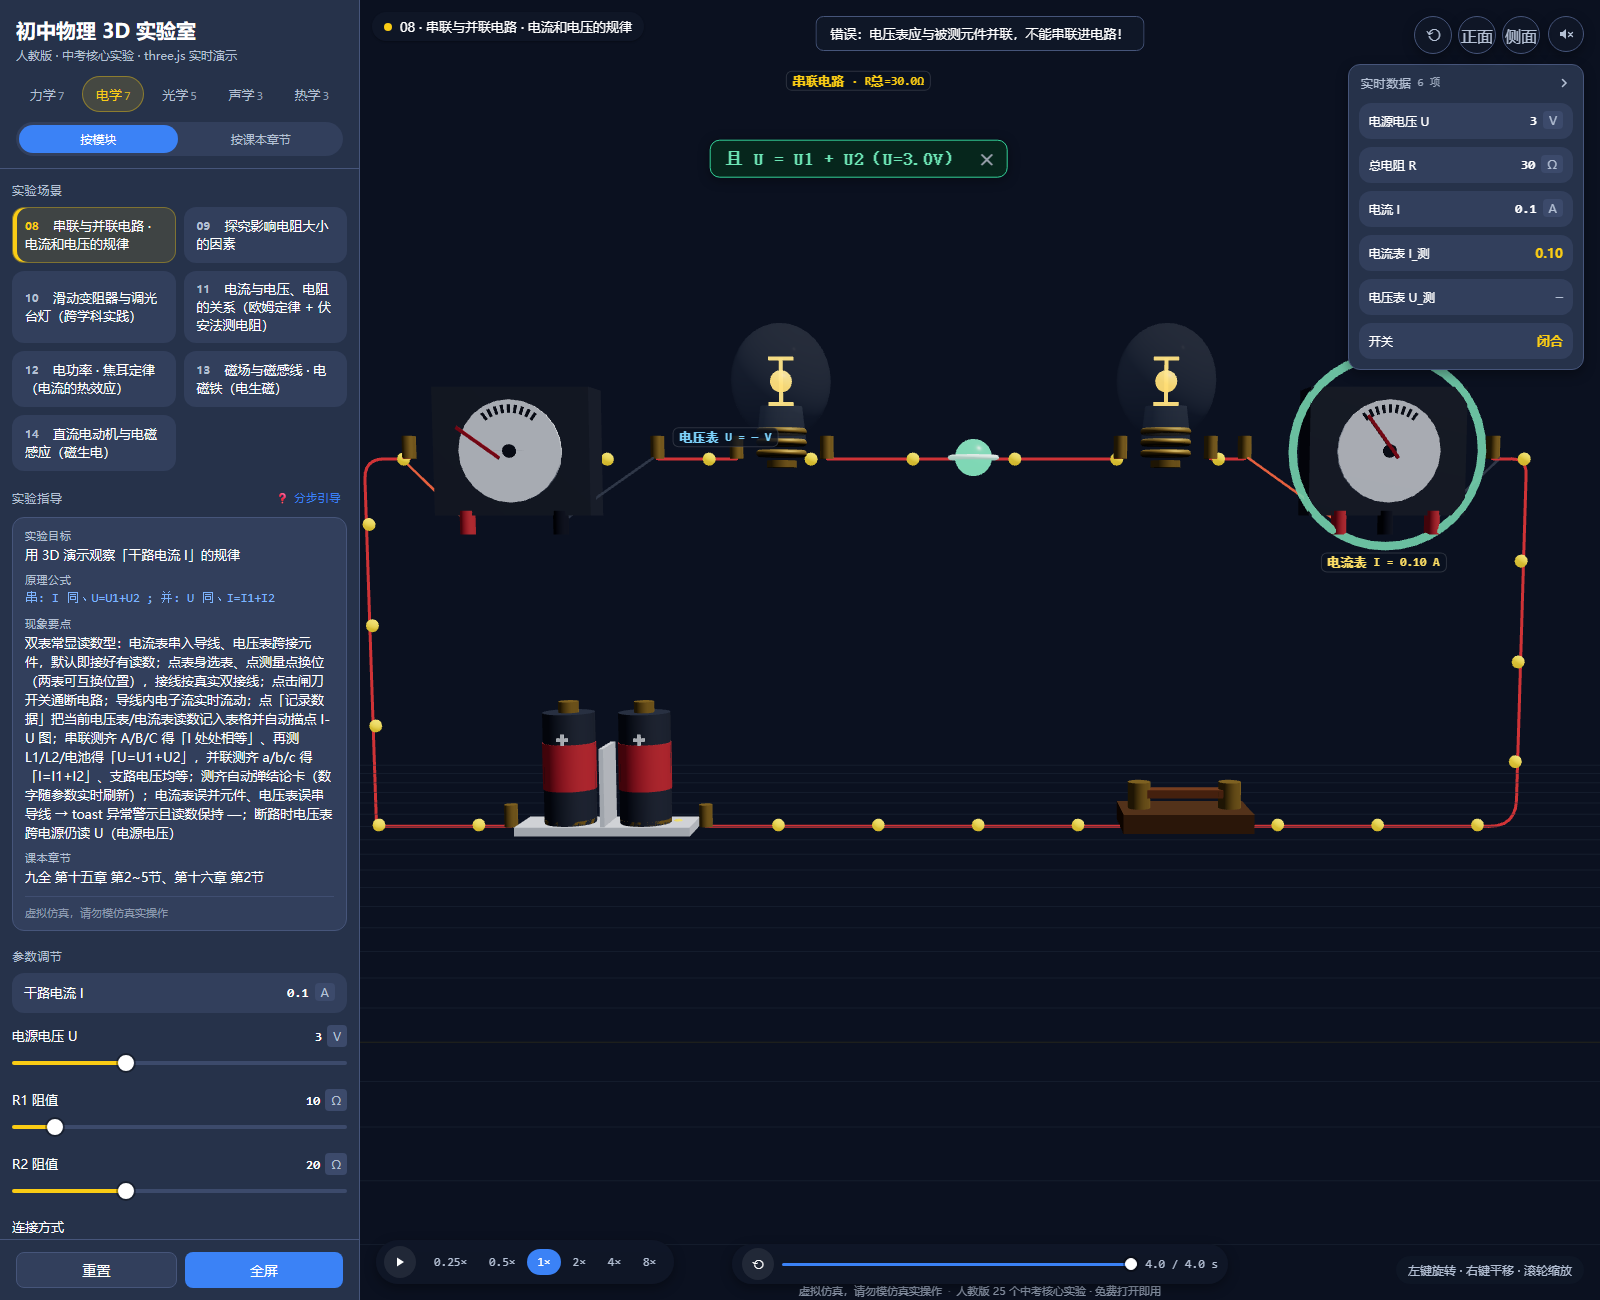 初中物理 3D 实验室
人教版 · 中考核心实验 · three.js 实时演示
力学7
电学7
光学5
声学3
热学3
按模块
按课本章节
实验场景
08 串联与并联电路 ·
电流和电压的规律
09 探究影响电阻大小
的因素
10 滑动变阻器与调光
台灯（跨学科实践）
11 电流与电压、电阻
的关系（欧姆定律 + 伏
安法测电阻）
12 电功率 · 焦耳定律
（电流的热效应）
13 磁场与磁感线 · 电
磁铁（电生磁）
14 直流电动机与电磁
感应（磁生电）
实验指导
❓ 分步引导
实验目标
用 3D 演示观察「干路电流 I」的规律
原理公式
串: I 同、U=U1+U2 ; 并: U 同、I=I1+I2
现象要点
双表常显读数型：电流表串入导线、电压表跨接元
件，默认即接好有读数；点表身选表、点测量点换位
（两表可互换位置），接线按真实双接线；点击闸刀
开关通断电路；导线内电子流实时流动；点「记录数
据」把当前电压表/电流表读数记入表格并自动描点 I-
U 图；串联测齐 A/B/C 得「I 处处相等」、再测
L1/L2/电池得「U=U1+U2」，并联测齐 a/b/c 得
「I=I1+I2」、支路电压均等；测齐自动弹结论卡（数
字随参数实时刷新）；电流表误并元件、电压表误串
导线 → toast 异常警示且读数保持 —；断路时电压表
跨电源仍读 U（电源电压）
课本章节
九全 第十五章 第2~5节、第十六章 第2节
虚拟仿真，请勿模仿真实操作
参数调节
干路电流 I 0.1 A
电源电压 U 3 V
R1 阻值 10 Ω
R2 阻值 20 Ω
连接方式
重置
全屏
08 · 串联与并联电路 · 电流和电压的规律
错误：电压表应与被测元件并联，不能串联进电路！
正面
侧面
串联电路 · R总=30.0Ω
且 U = U1 + U2（U=3.0V）
实时数据 6 项
电源电压 U 3 V
总电阻 R 30 Ω
电流 I 0.1 A
电流表 I_测 0.10
电压表 U_测 —
开关 闭合
电压表 U = — V
电流表 I = 0.10 A
0.25×
0.5×
1×
2×
4×
8×
4.0 / 4.0 s
左键旋转 · 右键平移 · 滚轮缩放
虚拟仿真，请勿模仿真实操作 · 人教版 25 个中考核心实验 · 免费打开即用